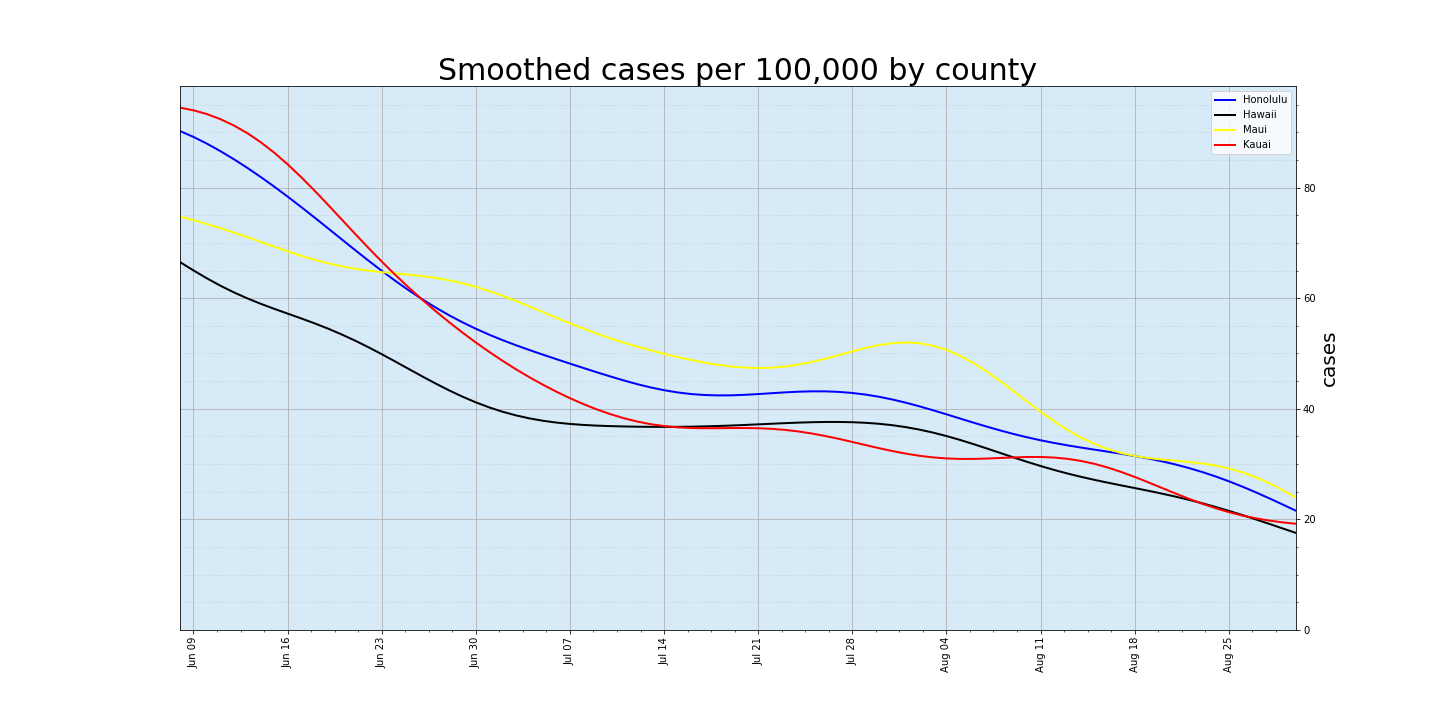 Smoothed cases per 100,000 by county
Honolulu
Hawaii
Maui
Kauai
80
60
40
20
0
cases
Jun 09
Jun 16
Jun 23
Jun 30
Jul 07
Jul 14
Jul 21
Jul 28
Aug 04
Aug 11
Aug 18
Aug 25